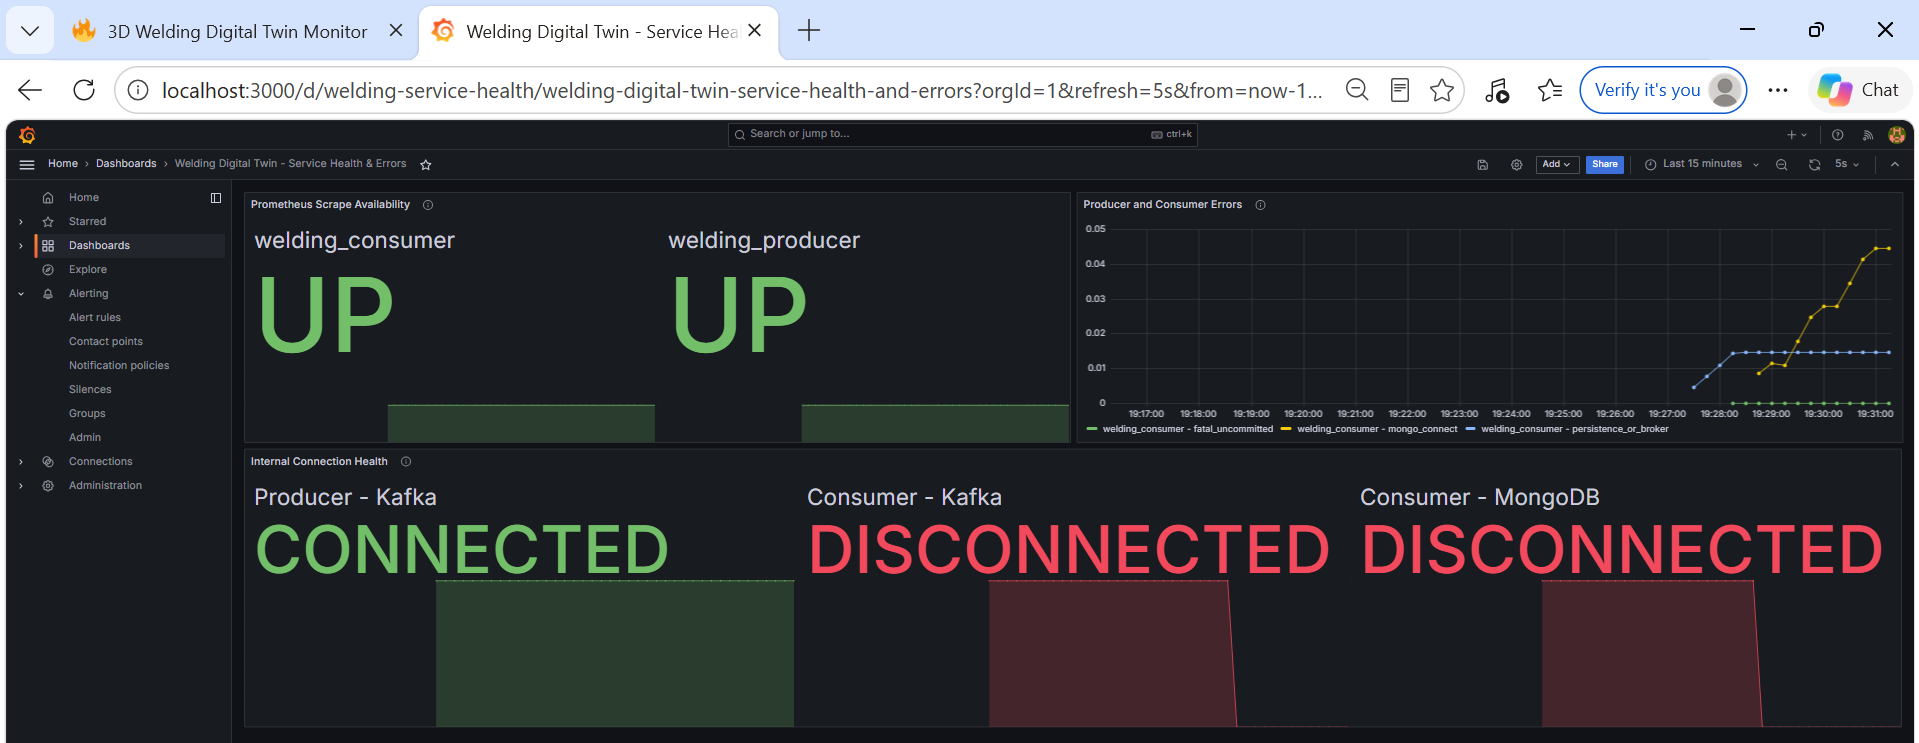 3D Welding Digital Twin Monitor
Welding Digital Twin - Service Hea
localhost:3000/d/welding-service-health/welding-digital-twin-service-health-and-errors?orgId=1&refresh=5s&from=now-1...
Verify it's you
Chat
Search or jump to...
ctrl+k
Home › Dashboards › Welding Digital Twin - Service Health & Errors
Add
Share
Last 15 minutes
5s
Home
Starred
Dashboards
Explore
Alerting
Alert rules
Contact points
Notification policies
Silences
Groups
Admin
Connections
Administration
Prometheus Scrape Availability
welding_consumer
UP
welding_producer
UP
Producer and Consumer Errors
0.05
0.04
0.03
0.02
0.01
0
19:17:00 19:18:00 19:19:00 19:20:00 19:21:00 19:22:00 19:23:00 19:24:00 19:25:00 19:26:00 19:27:00 19:28:00 19:29:00 19:30:00 19:31:00
welding_consumer - fatal_uncommitted welding_consumer - mongo_connect welding_consumer - persistence_or_broker
Internal Connection Health
Producer - Kafka
CONNECTED
Consumer - Kafka
DISCONNECTED
Consumer - MongoDB
DISCONNECTED